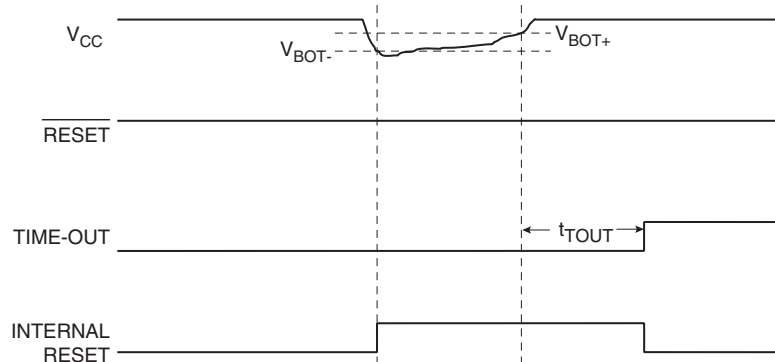 VCC
VBOT-
VBOT+
RESET
TIME-OUT
tTOUT
INTERNAL
RESET